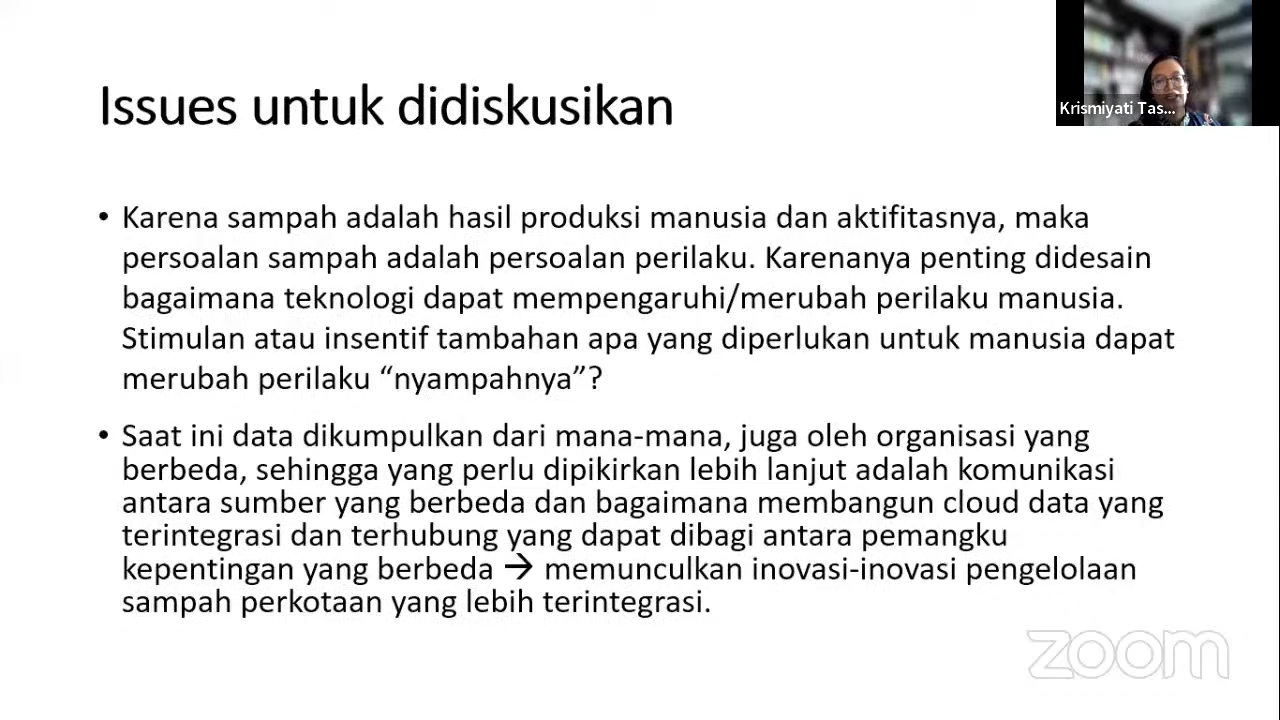 Issues untuk didiskusikan
Krismiyati Tas...
• Karena sampah adalah hasil produksi manusia dan aktifitasnya, maka
persoalan sampah adalah persoalan perilaku. Karenanya penting didesain
bagaimana teknologi dapat mempengaruhi/merubah perilaku manusia.
Stimulan atau insentif tambahan apa yang diperlukan untuk manusia dapat
merubah perilaku “nyampahnya”?
• Saat ini data dikumpulkan dari mana-mana, juga oleh organisasi yang
berbeda, sehingga yang perlu dipikirkan lebih lanjut adalah komunikasi
antara sumber yang berbeda dan bagaimana membangun cloud data yang
terintegrasi dan terhubung yang dapat dibagi antara pemangku
kepentingan yang berbeda → memunculkan inovasi-inovasi pengelolaan
sampah perkotaan yang lebih terintegrasi.
zoom